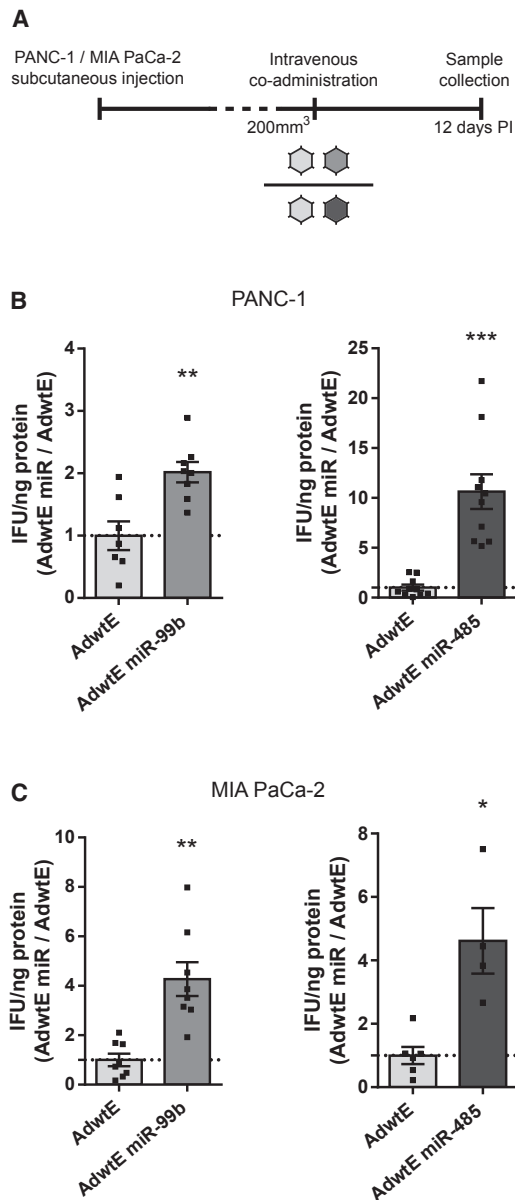 A
PANC-1 / MIA PaCa-2
subcutaneous injection
Intravenous
co-administration
Sample
collection
200mm³
12 days PI
B
PANC-1
IFU/ng protein
(AdwtE miR / AdwtE)
4
3
2
1
0
**
AdwtE
AdwtE miR-99b
IFU/ng protein
(AdwtE miR / AdwtE)
25
20
15
10
5
0
***
AdwtE
AdwtE miR-485
C
MIA PaCa-2
IFU/ng protein
(AdwtE miR / AdwtE)
10
8
6
4
2
0
**
AdwtE
AdwtE miR-99b
IFU/ng protein
(AdwtE miR / AdwtE)
8
6
4
2
0
*
AdwtE
AdwtE miR-485